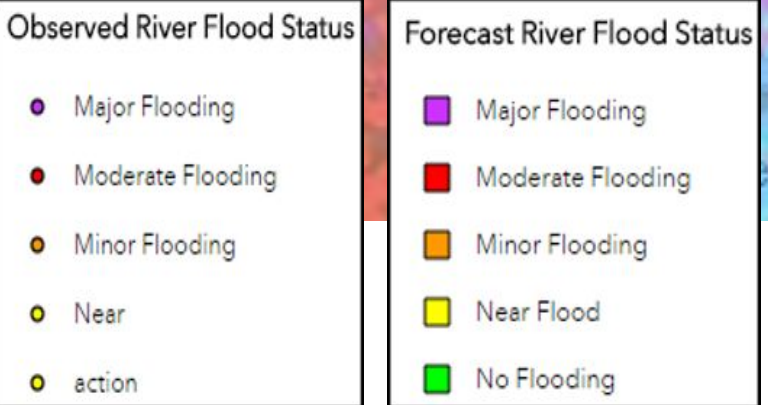 Observed River Flood Status
Major Flooding
Moderate Flooding
Minor Flooding
Near
action
Forecast River Flood Status
Major Flooding
Moderate Flooding
Minor Flooding
Near Flood
No Flooding